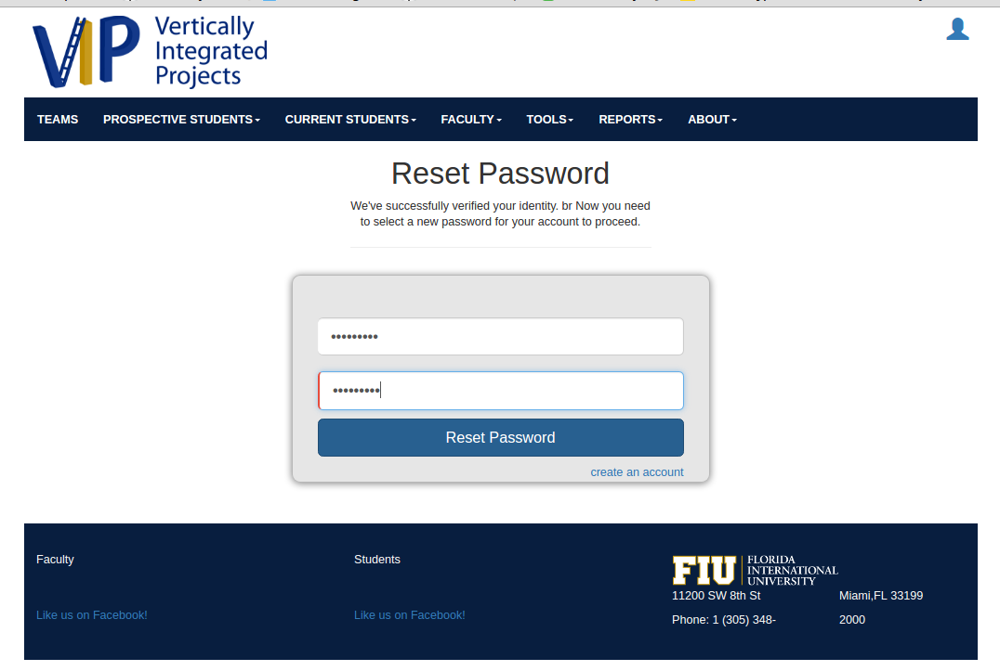 VIP Vertically
Integrated
Projects
TEAMS PROSPECTIVE STUDENTS CURRENT STUDENTS FACULTY TOOLS REPORTS ABOUT
Reset Password
We've successfully verified your identity. br Now you need
to select a new password for your account to proceed.
•••••••••
•••••••••
Reset Password
create an account
Faculty
Like us on Facebook!
Students
Like us on Facebook!
FIU FLORIDA
INTERNATIONAL
UNIVERSITY
11200 SW 8th St Miami,FL 33199
Phone: 1 (305) 348- 2000